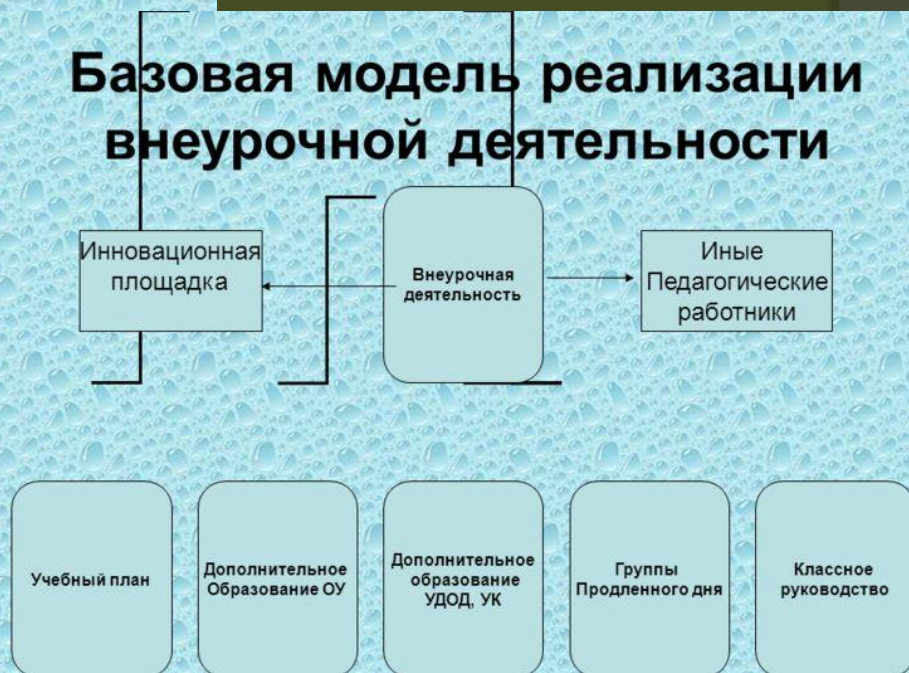 Базовая модель реализации
внеурочной деятельности
Инновационная
площадка
Внеурочная
деятельность
Иные
Педагогические
работники
Учебный план
Дополнительное
Образование ОУ
Дополнительное
образование
УДОД, УК
Группы
Продленного дня
Классное
руководство